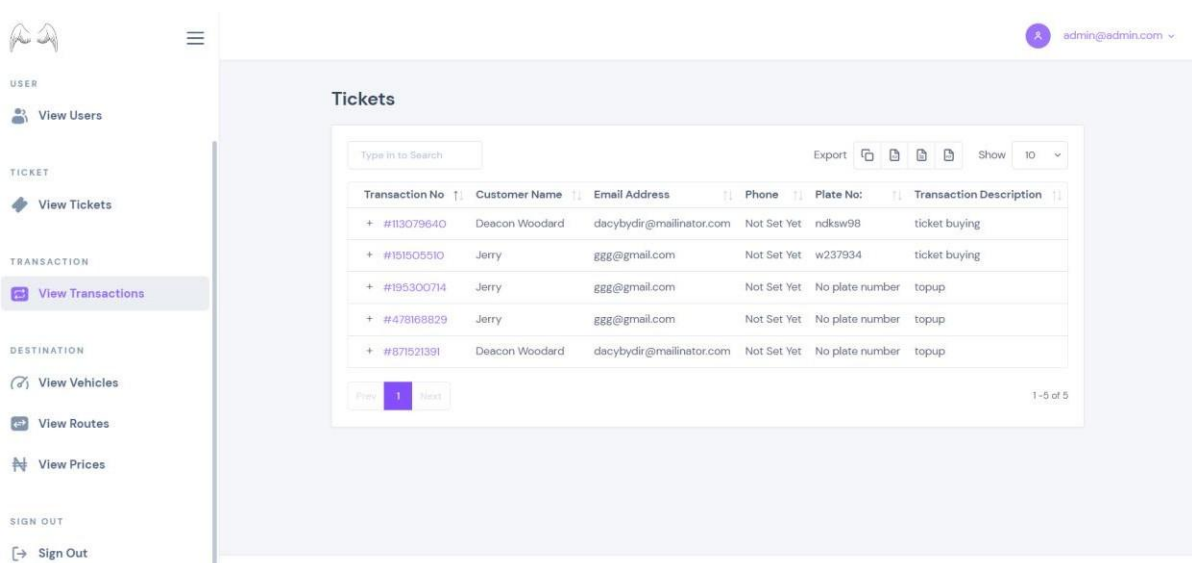 admin@admin.com
USER
View Users
TICKET
View Tickets
TRANSACTION
View Transactions
DESTINATION
View Vehicles
View Routes
View Prices
SIGN OUT
Sign Out
Tickets
Type in to Search
Export
Show 10
Transaction No Customer Name Email Address Phone Plate No: Transaction Description
+ #113079640 Deacon Woodard dacybydir@mailinator.com Not Set Yet ndksw98 ticket buying
+ #151505510 Jerry ggg@gmail.com Not Set Yet w237934 ticket buying
+ #195300714 Jerry ggg@gmail.com Not Set Yet No plate number topup
+ #478168829 Jerry ggg@gmail.com Not Set Yet No plate number topup
+ #871521391 Deacon Woodard dacybydir@mailinator.com Not Set Yet No plate number topup
Prev 1 Next
1 -5 of 5